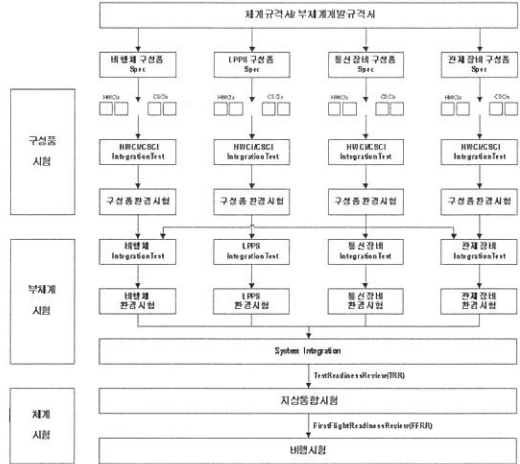 체계규격서/ 부체계개발규격서
비행체 구성품 Spec
LPPS 구성품 Spec
통신장비 구성품 Spec
관제장비 구성품 Spec
HWCIs CSCIs
HWCIs CSCIs
HWCIs CSCIs
HWCIs CSCIs
구성품 시험
HWCI/CSCI IntegrationTest
HWCI/CSCI IntegrationTest
HWCI/CSCI IntegrationTest
HWCI/CSCI IntegrationTest
구성품환경시험
구성품환경시험
구성품환경시험
구성품환경시험
부체계 시험
비행체 IntegrationTest
LPPS IntegrationTest
통신장비 IntegrationTest
관제장비 IntegrationTest
비행체 환경시험
LPPS 환경시험
통신장비 환경시험
관제장비 환경시험
System Integration
TestReadinessReview(TRR)
체계 시험
지상통합시험
FirstFlightReadinessReview(FFRR)
비행시험